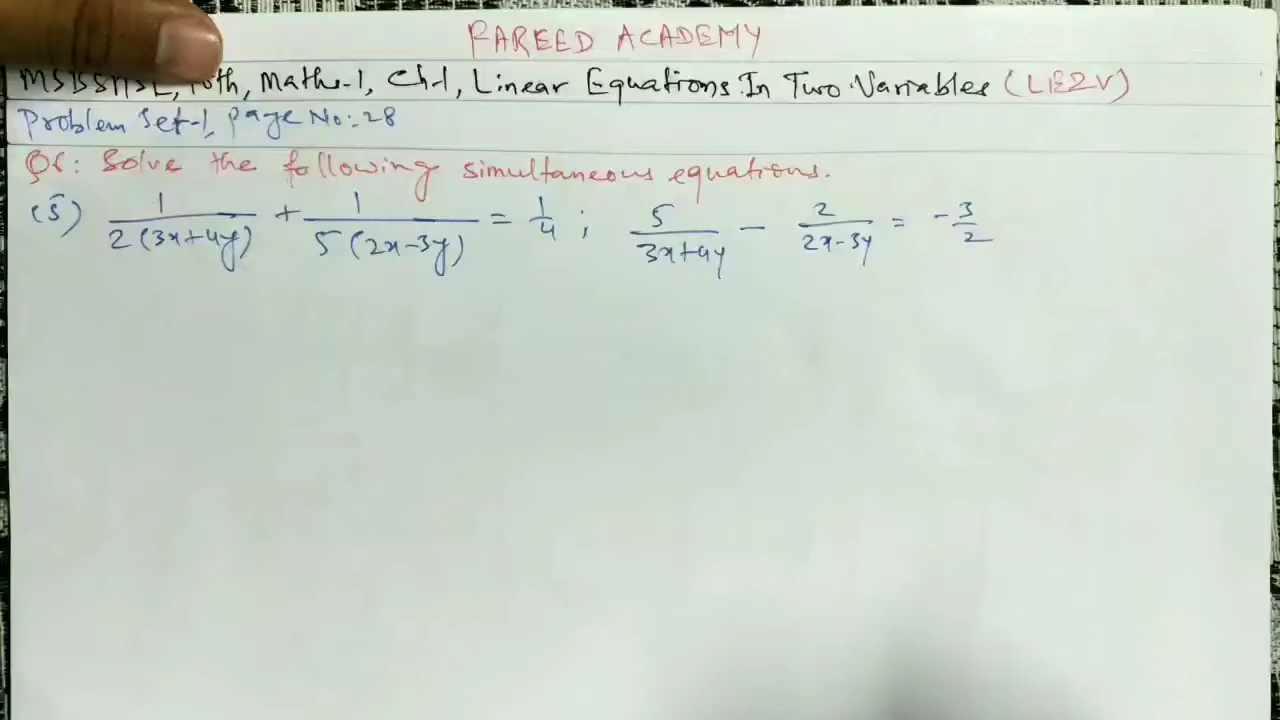 FAREED ACADEMY
10th, Maths-1, Ch-1, Linear Equations In Two Variables (LE2V)
Problem Set-1, Page No:-28
Q6: Solve the following simultaneous equations.
(5) 1/2(3x+4y) + 1/5(2x-3y) = 1/4 ; 5/3x+4y - 2/2x-3y = -3/2